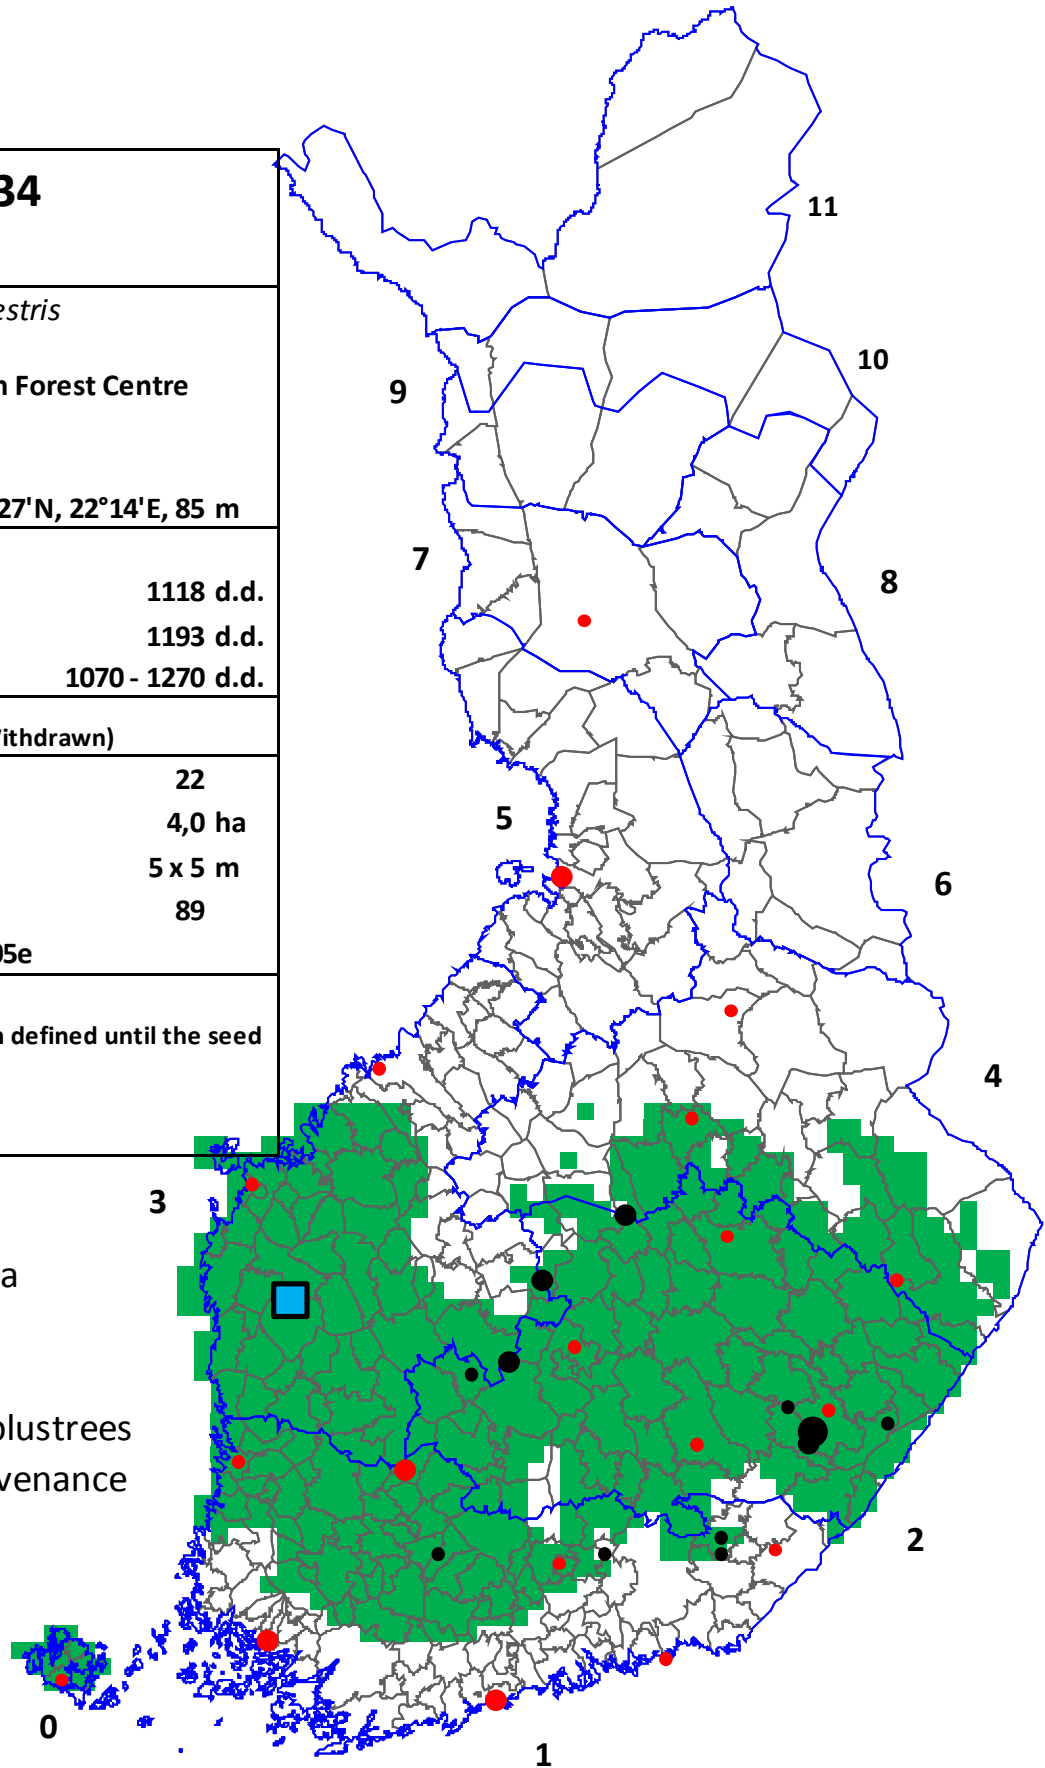 34
estris
n Forest Centre
27'N, 22°14'E, 85 m
1118 d.d.
1193 d.d.
1070 - 1270 d.d.
ithdrawn)
22
4,0 ha
5 x 5 m
89
05e
n defined until the seed
11
10
9
7
8
5
6
4
3
a
plustrees
venance
2
0
1